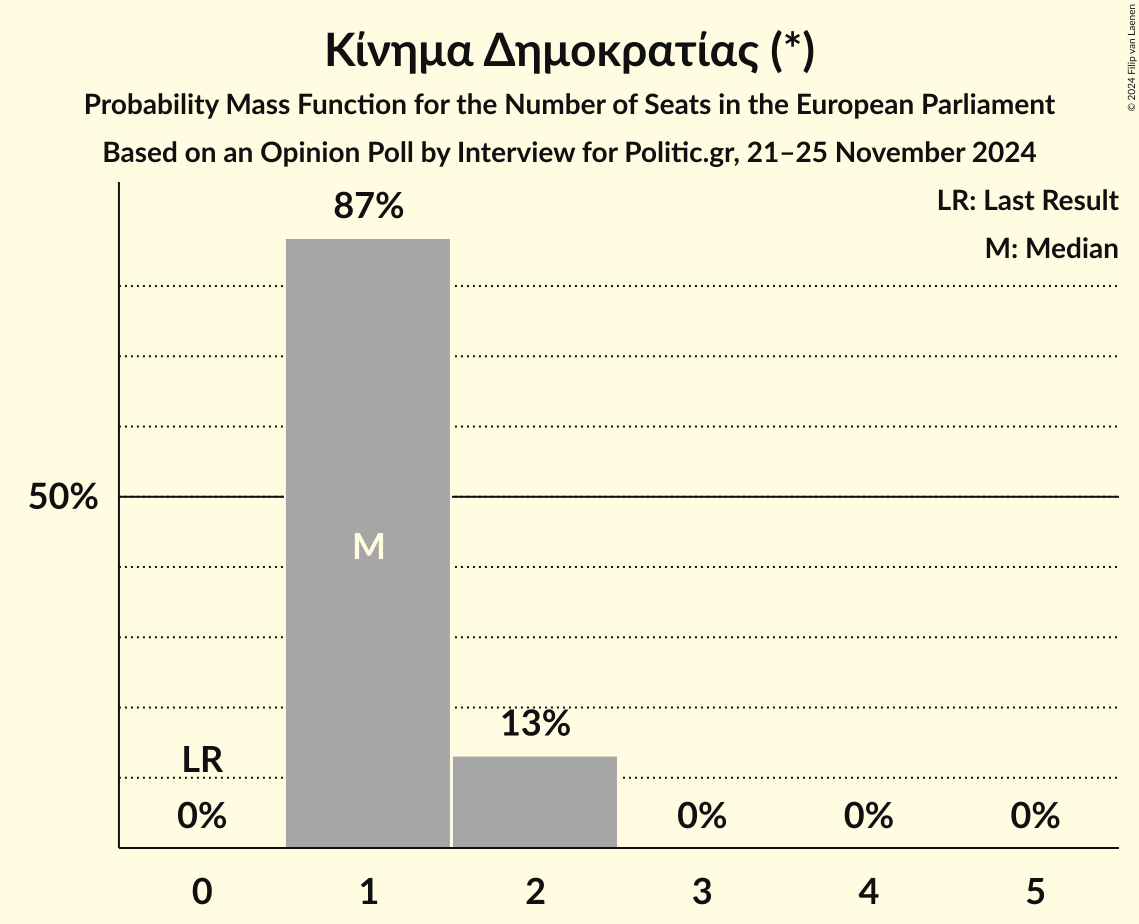 Κίνημα Δημοκρατίας (*)
Probability Mass Function for the Number of Seats in the European Parliament
Based on an Opinion Poll by Interview for Politic.gr, 21–25 November 2024
© 2024 Filip van Laenen
LR: Last Result
M: Median
87%
50%
M
13%
LR
0%
0%
0%
0%
0 1 2 3 4 5